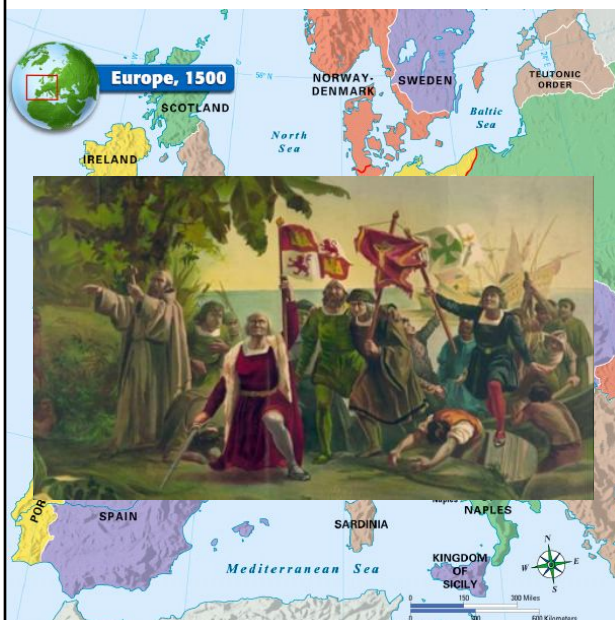 Europe, 1500
NORWAY-
DENMARK
SWEDEN
TEUTONIC
ORDER
SCOTLAND
North
Sea
Baltic
Sea
IRELAND
POR
SPAIN
SARDINIA
NAPLES
Mediterranean Sea
KINGDOM
OF
SICILY
N
W
E
S
0
150
300 Miles
600 Kilometers